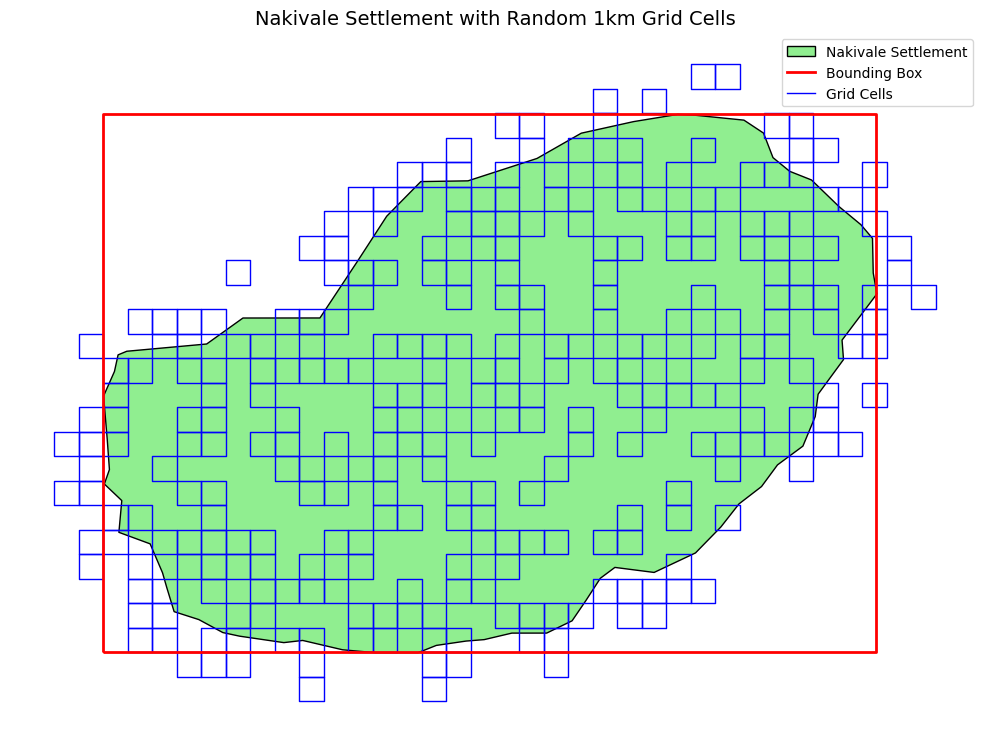 Nakivale Settlement with Random 1km Grid Cells
Nakivale Settlement
Bounding Box
Grid Cells